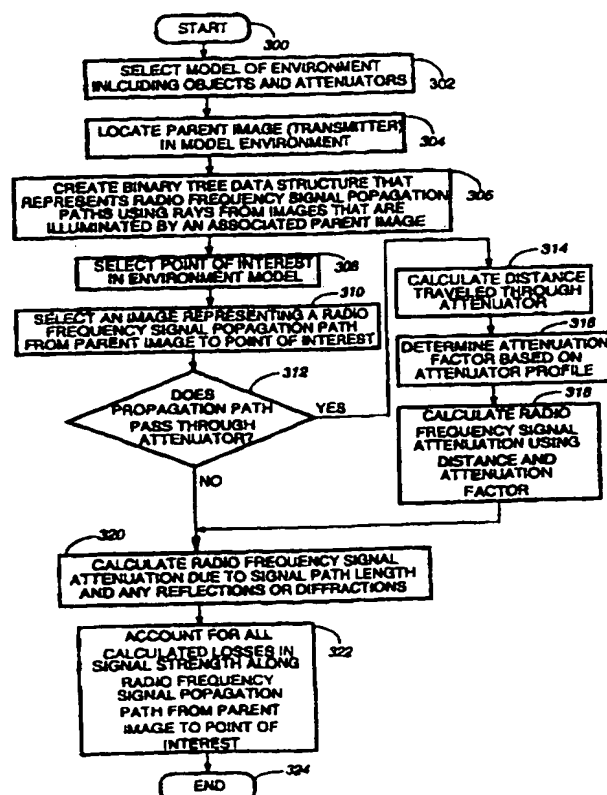 START
300
SELECT MODEL OF ENVIRONMENT
INLCUDING OBJECTS AND ATTENUATORS
302
LOCATE PARENT IMAGE (TRANSMITTER)
IN MODEL ENVIRONMENT
304
CREATE BINARY TREE DATA STRUCTURE THAT
REPRESENTS RADIO FREQUENCY SIGNAL POPAGATION
PATHS USING RAYS FROM IMAGES THAT ARE
ILLUMINATED BY AN ASSOCIATED PARENT IMAGE
306
SELECT POINT OF INTEREST
IN ENVIRONMENT MODEL
308
310
SELECT AN IMAGE REPRESENTING A RADIO
FREQUENCY SIGNAL POPAGATION PATH
FROM PARENT IMAGE TO POINT OF INTEREST
312
DOES
PROPAGATION PATH
PASS THROUGH
ATTENUATOR?
YES
NO
314
CALCULATE DISTANCE
TRAVELED THROUGH
ATTENUATOR
316
DETERMINE ATTENUATION
FACTOR BASED ON
ATTENUATOR PROFILE
318
CALCULATE RADIO
FREQUENCY SIGNAL
ATTENUATION USING
DISTANCE AND
ATTENUATION
FACTOR
320
CALCULATE RADIO FREQUENCY SIGNAL
ATTENUATION DUE TO SIGNAL PATH LENGTH
AND ANY REFLECTIONS OR DIFFRACTIONS
ACCOUNT FOR ALL
CALCULATED LOSSES IN
SIGNAL STRENGTH ALONG
RADIO FREQUENCY
SIGNAL POPAGATION
PATH FROM PARENT
IMAGE TO POINT OF
INTEREST
322
END
324